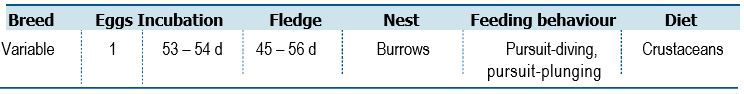 Breed Eggs Incubation Fledge Nest Feeding behaviour Diet
Variable 1 53 – 54 d 45 – 56 d Burrows Pursuit-diving, Crustaceans
pursuit-plunging